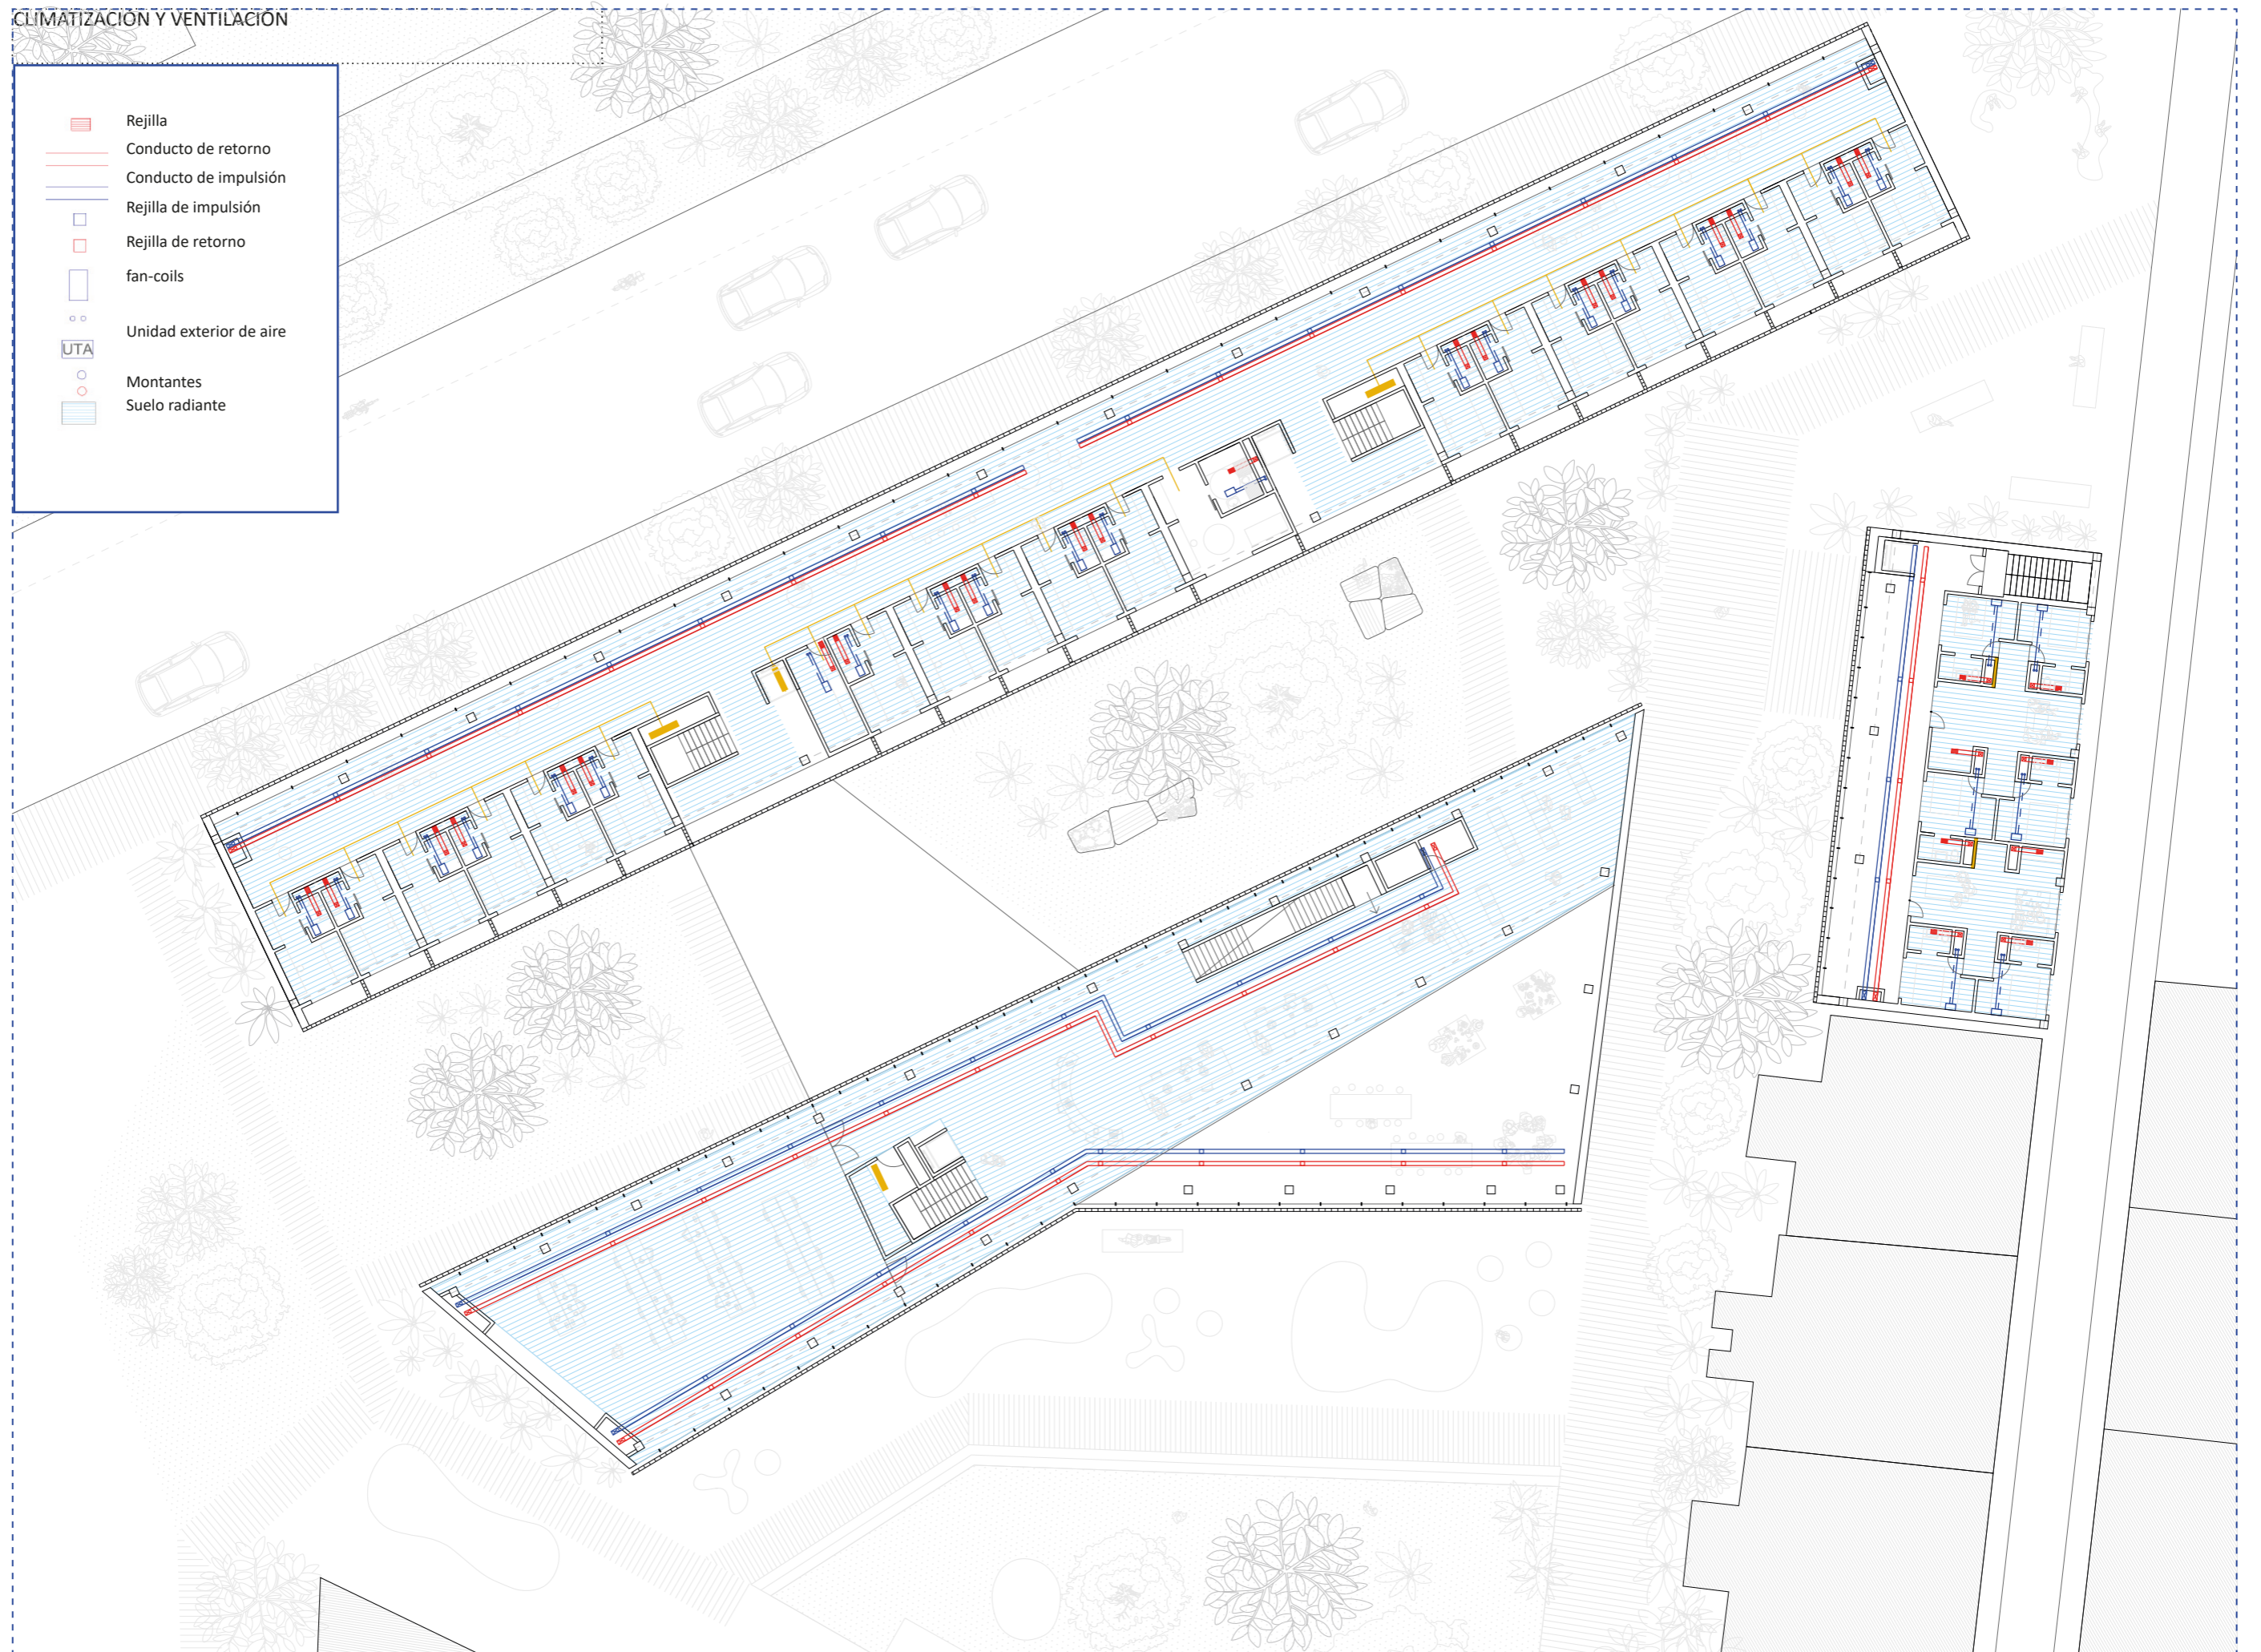 CLIMATIZACIÓN Y VENTILACIÓN
Rejilla
Conducto de retorno
Conducto de impulsión
Rejilla de impulsión
Rejilla de retorno
fan-coils
Unidad exterior de aire
UTA
Montantes
Suelo radiante